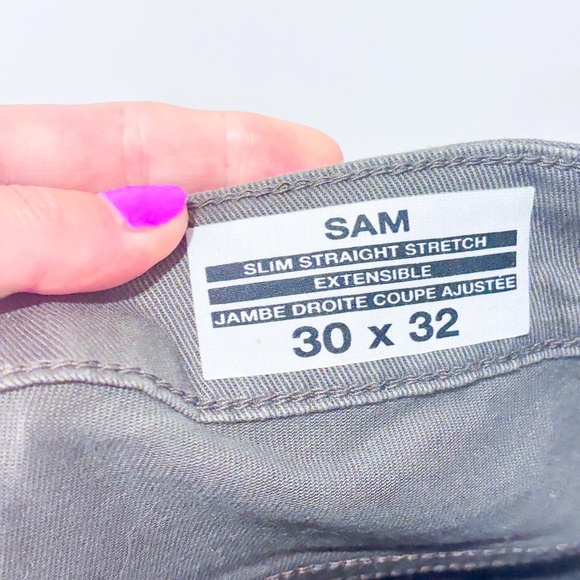 SAM
SLIM STRAIGHT STRETCH
EXTENSIBLE
JAMBE DROITE COUPE AJUSTÉE
30 x 32